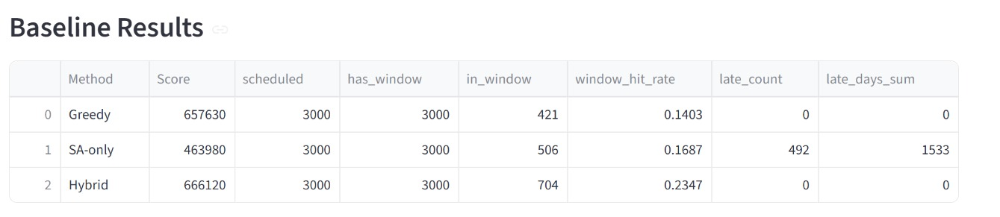 Baseline Results
Method Score scheduled has_window in_window window_hit_rate late_count late_days_sum
0 Greedy 657630 3000 3000 421 0.1403 0 0
1 SA-only 463980 3000 3000 506 0.1687 492 1533
2 Hybrid 666120 3000 3000 704 0.2347 0 0